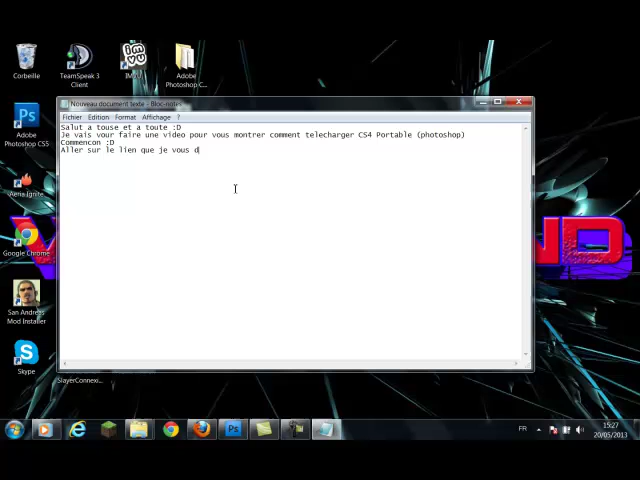 Corbeille
TeamSpeak 3
Client
IMVU
Adobe
Photoshop C...
Adobe
Photoshop CS5
Aeria Ignite
Google Chrome
San Andreas
Mod Installer
Skype
SlayerConnexi...
Nouveau document texte - Bloc-notes
Fichier Edition Format Affichage ?
Salut a touse et a toute :D
Je vais vour faire une video pour vous montrer comment telecharger CS4 Portable (photoshop)
Commencon :D
Aller sur le lien que je vous d
FR
15:27
20/05/2013